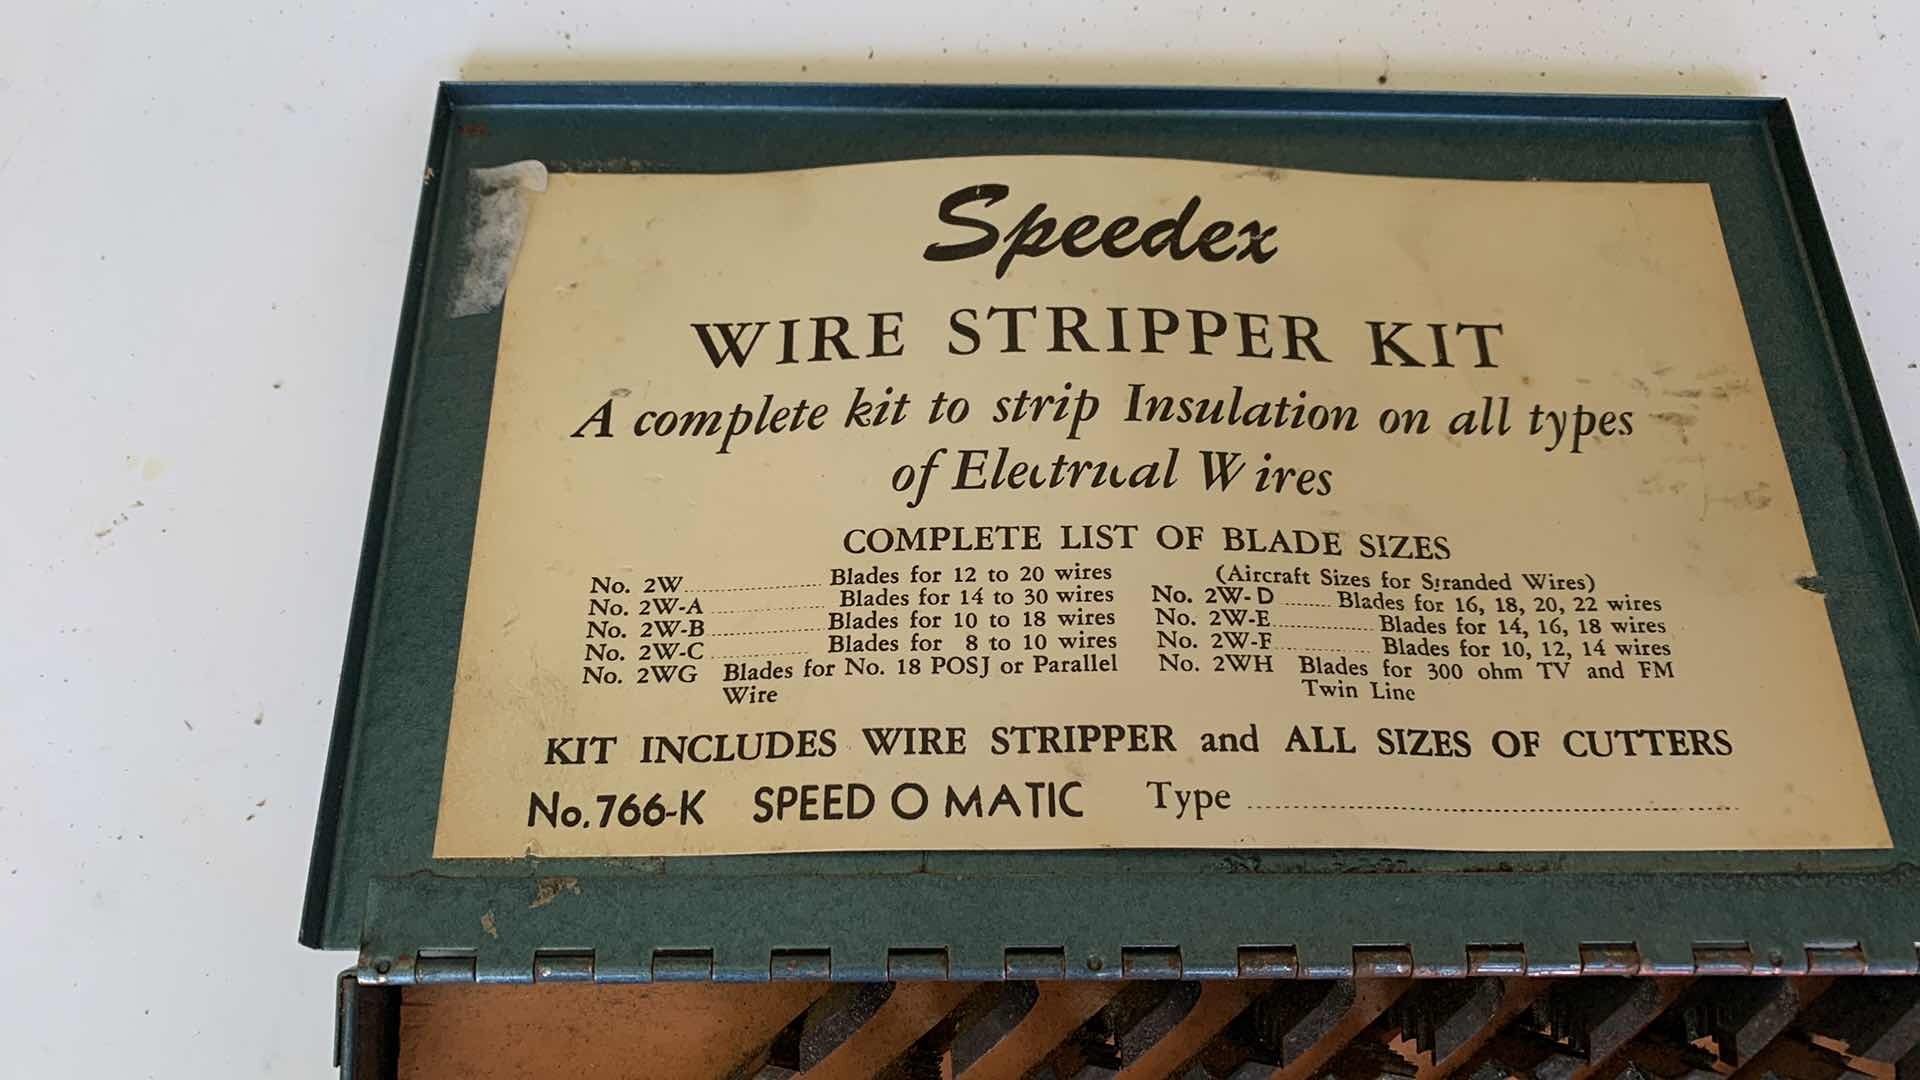 Speedex
WIRE STRIPPER KIT
A complete kit to strip Insulation on all types
of Electrical Wires
COMPLETE LIST OF BLADE SIZES
No. 2W.................... Blades for 12 to 20 wires
No. 2W-A.................... Blades for 14 to 30 wires
No. 2W-B.................... Blades for 10 to 18 wires
No. 2W-C.................... Blades for 8 to 10 wires
No. 2WG Blades for No. 18 POSJ or Parallel
Wire
(Aircraft Sizes for Stranded Wires)
No. 2W-D.......... Blades for 16, 18, 20, 22 wires
No. 2W-E.................... Blades for 14, 16, 18 wires
No. 2W-F.................... Blades for 10, 12, 14 wires
No. 2WH Blades for 300 ohm TV and FM
Twin Line
KIT INCLUDES WIRE STRIPPER and ALL SIZES OF CUTTERS
No. 766-K SPEED O MATIC Type ............................................................